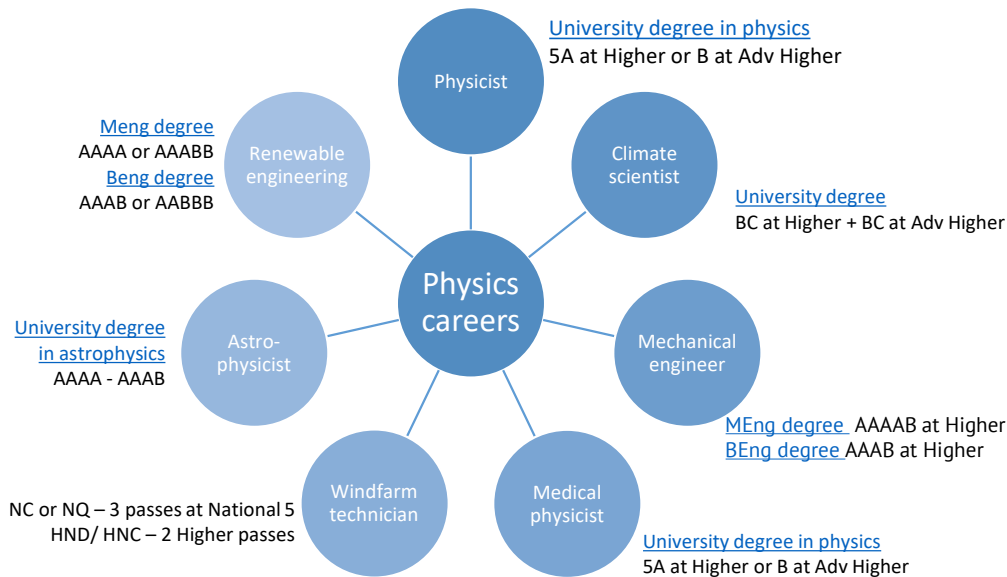 University degree in physics
5A at Higher or B at Adv Higher
Physicist
Meng degree
AAAA or AAABB
Beng degree
AAAB or AABBB
Renewable
engineering
Climate
scientist
University degree
BC at Higher + BC at Adv Higher
Physics
careers
University degree
in astrophysics
AAAA - AAAB
Astro-
physicist
Mechanical
engineer
MEng degree AAAAB at Higher
BEng degree AAAB at Higher
NC or NQ – 3 passes at National 5
HND/ HNC – 2 Higher passes
Windfarm
technician
Medical
physicist
University degree in physics
5A at Higher or B at Adv Higher